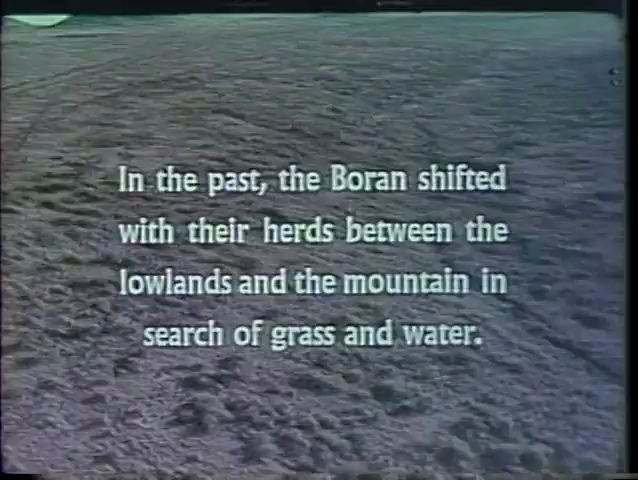 In the past, the Boran shifted
with their herds between the
lowlands and the mountain in
search of grass and water.